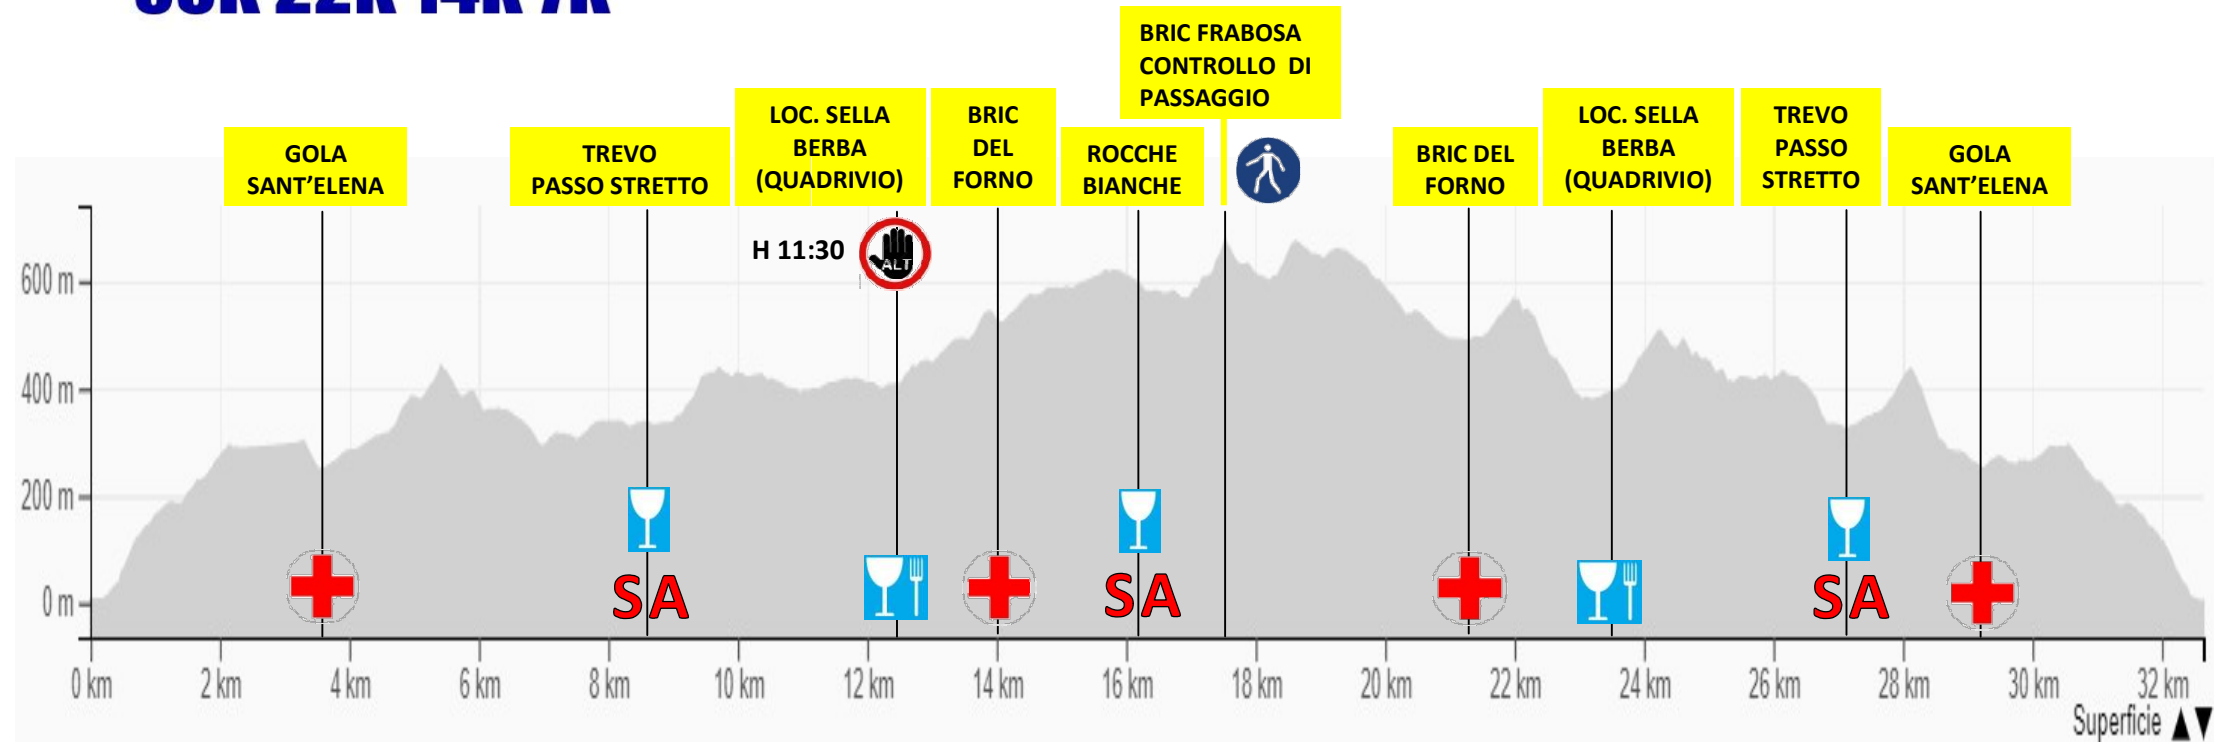 BRIC FRABOSA
CONTROLLO DI
PASSAGGIO
GOLA
SANT'ELENA
TREVO
PASSO STRETTO
LOC. SELLA
BERBA
(QUADRIVIO)
BRIC
DEL
FORNO
ROCCHE
BIANCHE
BRIC DEL
FORNO
LOC. SELLA
BERBA
(QUADRIVIO)
TREVO
PASSO
STRETTO
GOLA
SANT'ELENA
H 11:30
ALT
600 m
400 m
200 m
0 m
SA
SA
SA
0 km 2 km 4 km 6 km 8 km 10 km 12 km 14 km 16 km 18 km 20 km 22 km 24 km 26 km 28 km 30 km 32 km
Superficie ▲▼